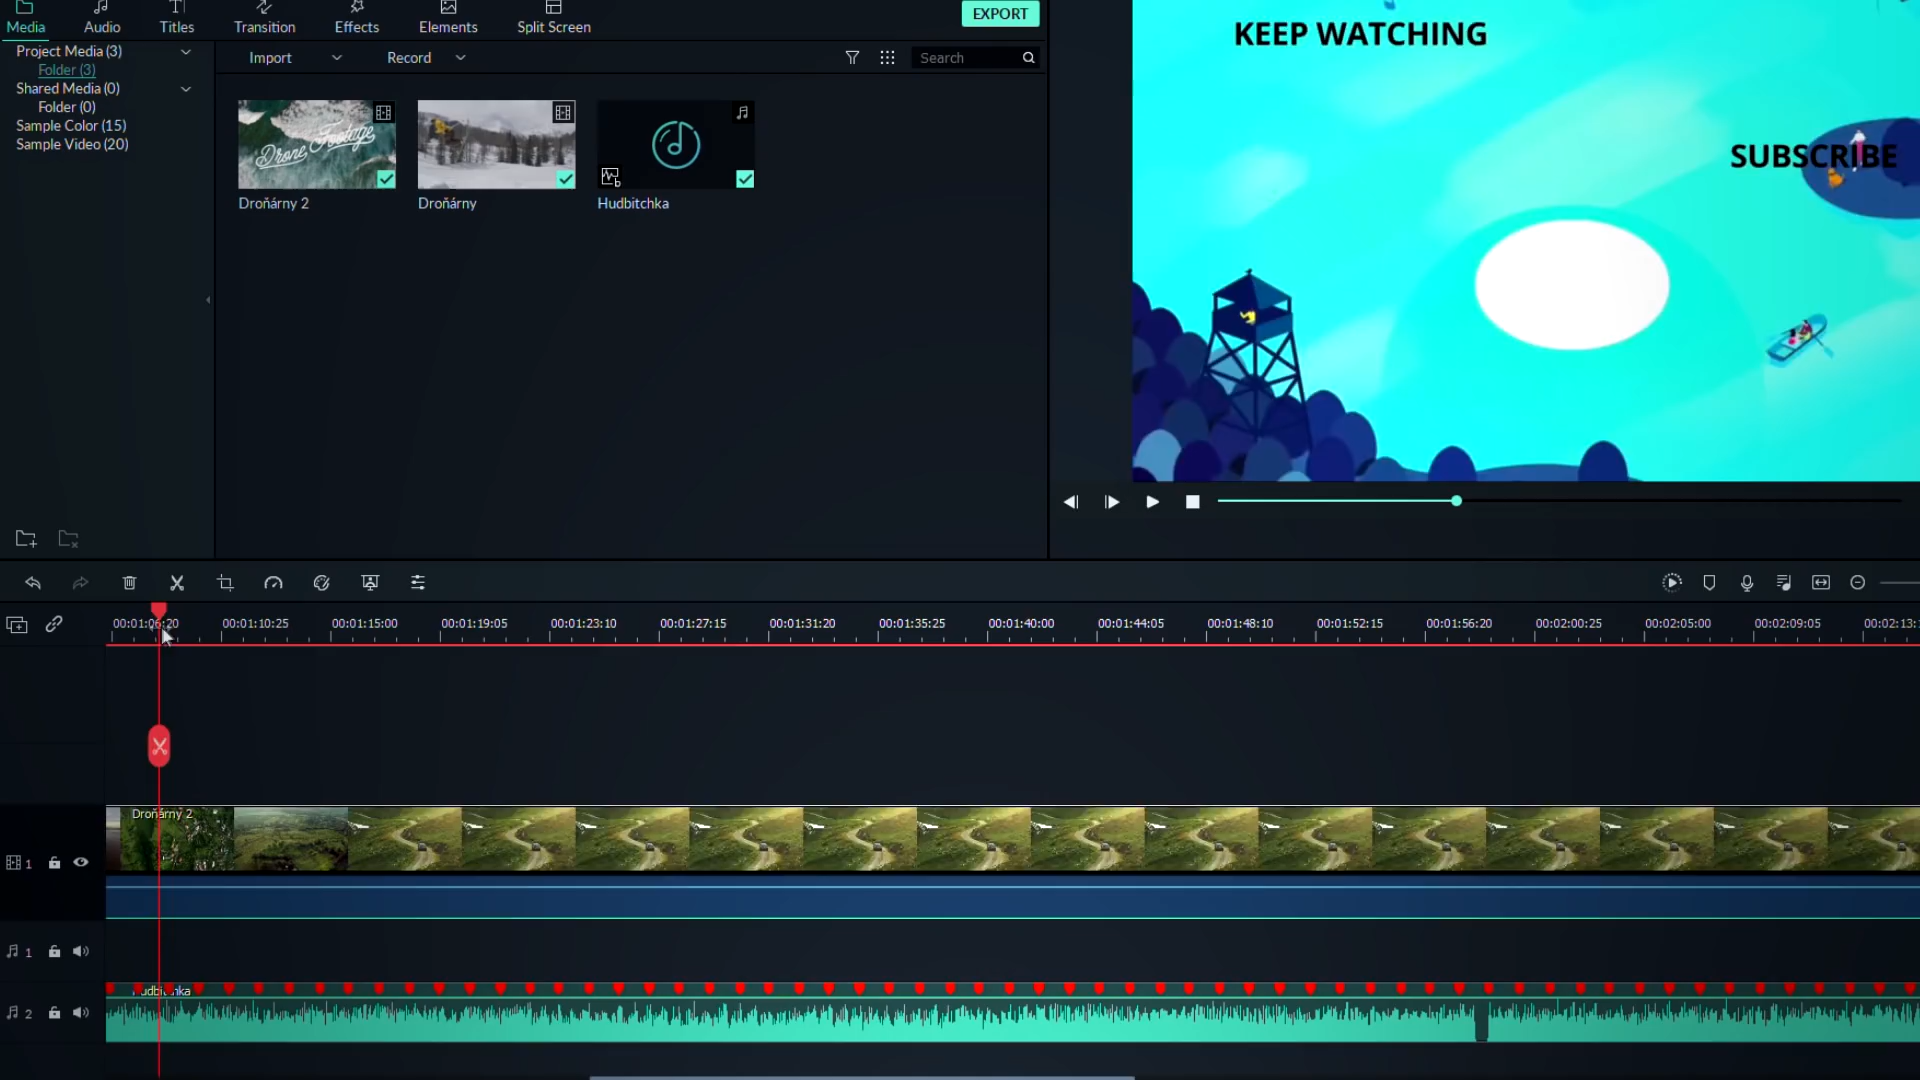 Media
Audio
Titles
Transition
Effects
Elements
Split Screen
EXPORT
Project Media (3)
Folder (3)
Shared Media (0)
Folder (0)
Sample Color (15)
Sample Video (20)
Import
Record
Search
Drone Footage
Droňárny 2
Droňárny
Hudbitchka
KEEP WATCHING
SUBSCRIBE
00:01:06:20
00:01:10:25
00:01:15:00
00:01:19:05
00:01:23:10
00:01:27:15
00:01:31:20
00:01:35:25
00:01:40:00
00:01:44:05
00:01:48:10
00:01:52:15
00:01:56:20
00:02:00:25
00:02:05:00
00:02:09:05
00:02:13:
Droňárny 2
1
1
Hudbitchka
2